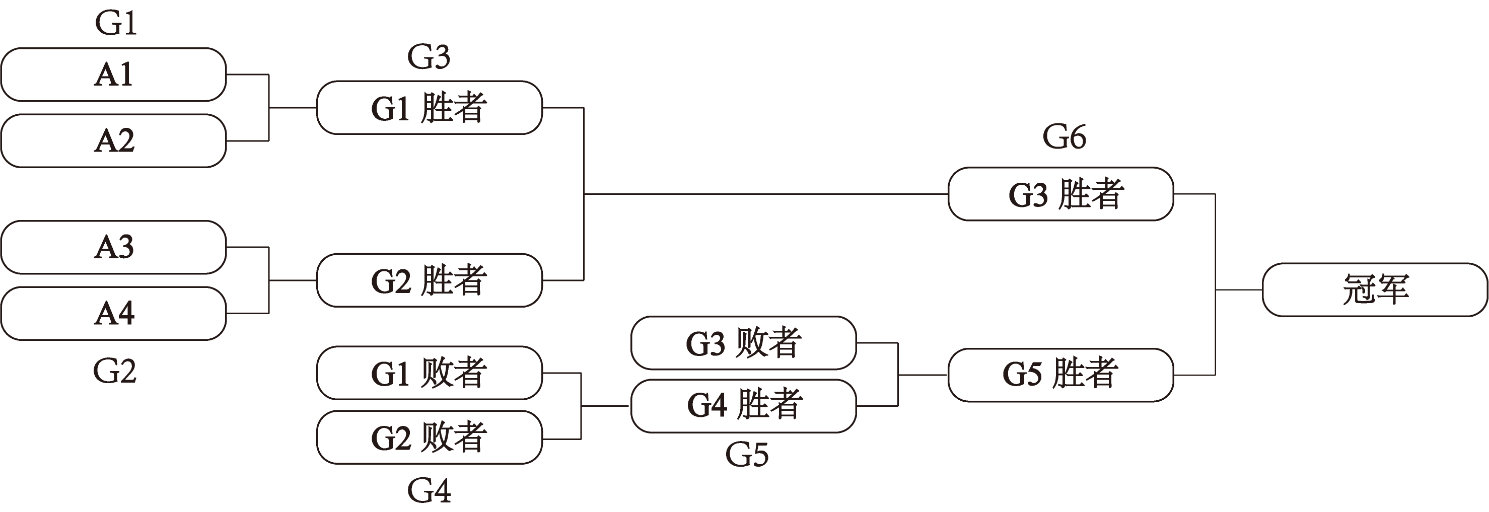 G1
A1
A2
A3
A4
G2
G3
G1 胜者
G2 胜者
G1 败者
G2 败者
G4
G3 败者
G4 胜者
G5
G6
G3 胜者
G5 胜者
冠军